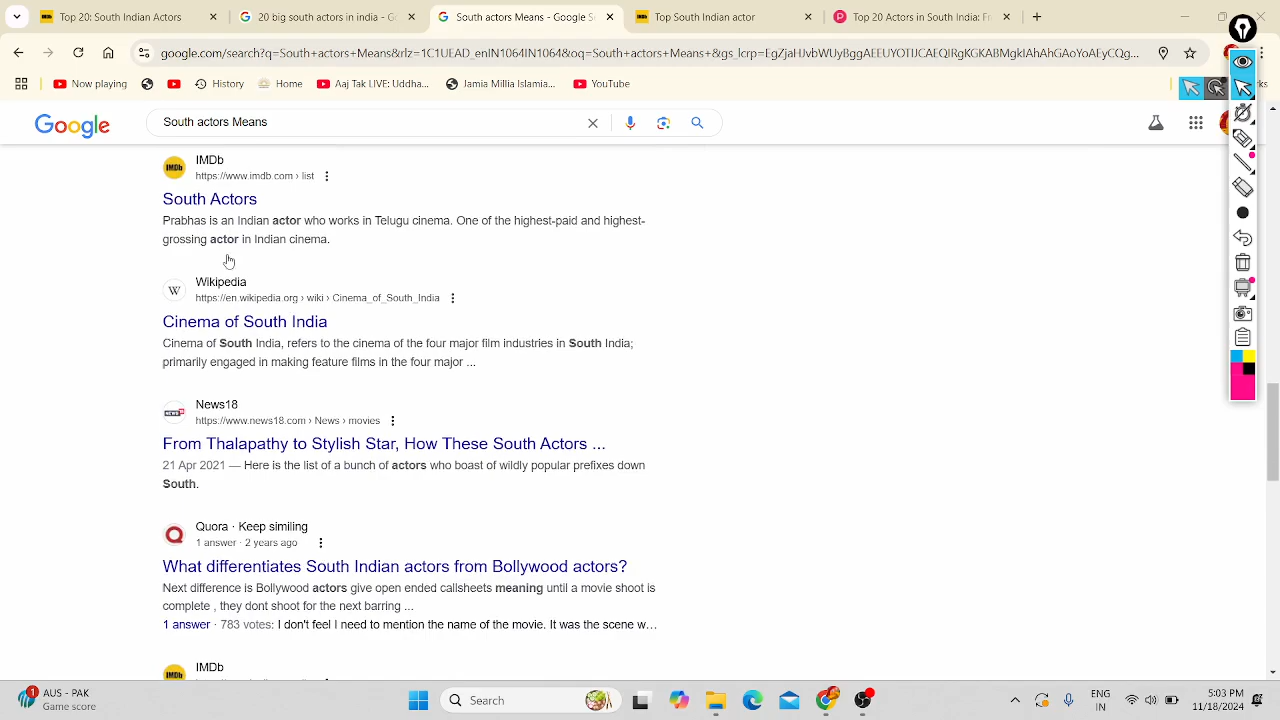 Top 20: South Indian Actors
20 big south actors in india - G
South actors Means - Google S
Top south Indian actor
Top 20 Actors in South India: F
google.com/search?q=South+actors+Means&rlz=1C1UEAD_enIN1064IN1064&oq=South+actors+Means+&gs_lcrp=EgZjaHJvbWUyBggAEEUYOTIJCAEQIRgKGKABMgkIAhAhGAoYoAEyCQ...
Now playing
History
Home
Aaj Tak LIVE: Uddha...
Jamia Millia Islamia...
YouTube
Google
South actors Means
IMDb
https://www.imdb.com › list
South Actors
Prabhas is an Indian actor who works in Telugu cinema. One of the highest-paid and highest-
grossing actor in Indian cinema.
Wikipedia
https://en.wikipedia.org › wiki › Cinema_of_South_India
Cinema of South India
Cinema of South India, refers to the cinema of the four major film industries in South India;
primarily engaged in making feature films in the four major ...
News18
https://www.news18.com › News › movies
From Thalapathy to Stylish Star, How These South Actors ...
21 Apr 2021 — Here is the list of a bunch of actors who boast of wildly popular prefixes down
South.
Quora · Keep similing
1 answer · 2 years ago
What differentiates South Indian actors from Bollywood actors?
Next difference is Bollywood actors give open ended callsheets meaning until a movie shoot is
complete , they dont shoot for the next barring ...
1 answer · 783 votes: I don't feel I need to mention the name of the movie. It was the scene w...
IMDb
1
AUS - PAK
Game score
Search
ENG
IN
5:03 PM
11/18/2024